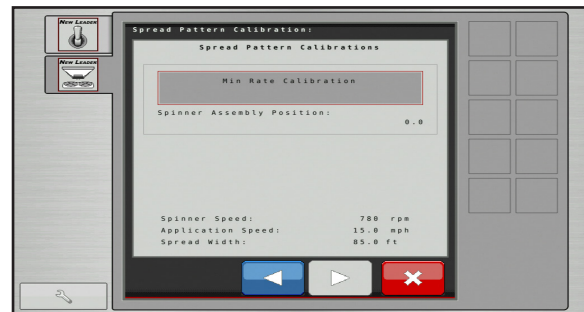 NEW LEADER
NEW LEADER
Spread Pattern Calibration:
Spread Pattern Calibrations
Min Rate Calibration
Spinner Assembly Position:
0.0
Spinner Speed: 780 rpm
Application Speed: 15.0 mph
Spread Width: 85.0 ft